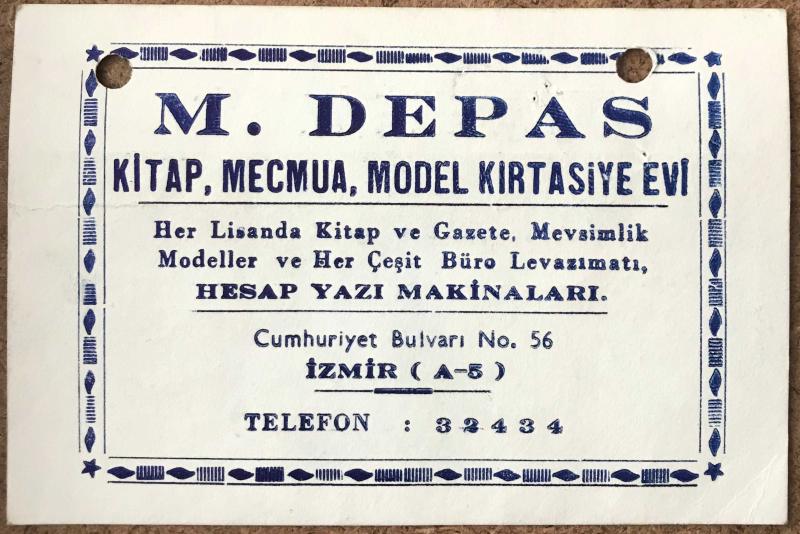 M. DEPAS
KİTAP, MECMUA, MODEL KIRTASİYE EVİ
Her Lisanda Kitap ve Gazete, Mevsimlik
Modeller ve Her Çeşit Büro Levazımatı,
HESAP YAZI MAKİNALARI.
Cumhuriyet Bulvarı No. 56
İZMİR ( A-5 )
TELEFON : 32434